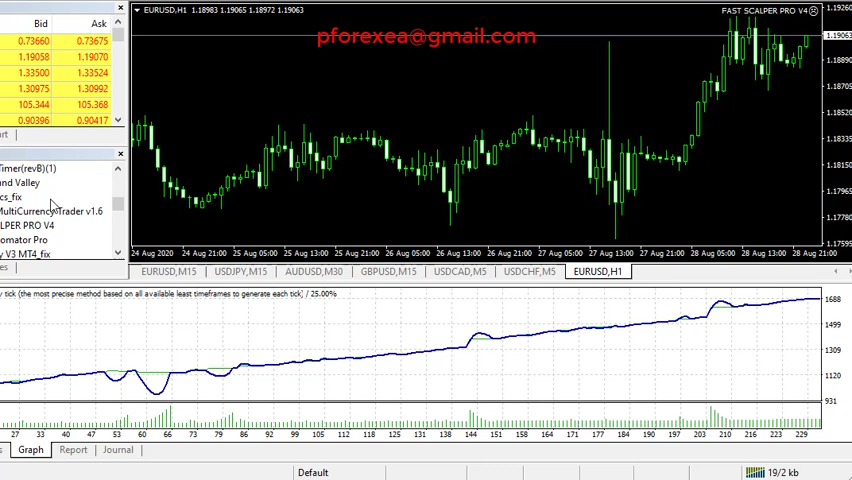 Bid Ask
0.73660 0.73675
1.19058 1.19070
1.33500 1.33524
1.30975 1.30992
105.344 105.368
0.90396 0.90417
Timer(revB)(1)
nd Valley
cs_fix
MultiCurrencyTrader v1.6
ALPER PRO V4
omator Pro
y V3 MT4_fix
EURUSD,H1 1.18983 1.19065 1.18972 1.19063
FAST SCALPER PRO V4
pforexea@gmail.com
1.19260
1.19063
1.18890
1.18705
1.18520
1.18335
1.18150
1.17965
1.17780
1.17595
24 Aug 2020 24 Aug 21:00 25 Aug 05:00 25 Aug 13:00 25 Aug 21:00 26 Aug 05:00 26 Aug 13:00 26 Aug 21:00 27 Aug 05:00 27 Aug 13:00 27 Aug 21:00 28 Aug 05:00 28 Aug 13:00 28 Aug 21:00
EURUSD,M15 USDJPY,M15 AUDUSD,M30 GBPUSD,M15 USDCAD,M5 USDCHF,M5 EURUSD,H1
y tick (the most precise method based on all available least timeframes to generate each tick) / 25.00%
1688
1499
1309
1120
931
27 33 40 47 53 60 66 73 79 86 92 99 105 112 118 125 131 138 144 151 157 164 171 177 184 190 197 203 210 216 223 229
Graph Report Journal
Default 19/2 kb